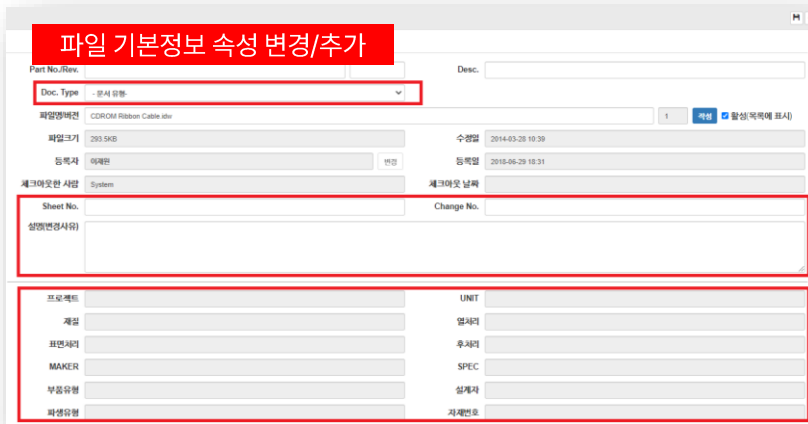 파일 기본정보 속성 변경/추가
Part No./Rev. Desc.
Doc. Type - 문서 유형-
파일명/버전 CDROM Ribbon Cable.idw 1 작성 활성(목록에 표시)
파일크기 293.5KB 수정일 2014-03-28 10:39
등록자 이재원 변경 등록일 2018-06-29 18:31
체크아웃한 사람 System 체크아웃 날짜
Sheet No. Change No.
설명(변경사유)
프로젝트 UNIT
재질 열처리
표면처리 후처리
MAKER SPEC
부품유형 설계자
파생유형 자재번호